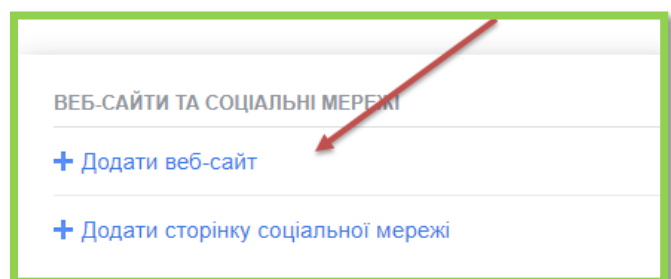 ВЕБ-САЙТИ ТА СОЦІАЛЬНІ МЕРЕЖІ
+ Додати веб-сайт
+ Додати сторінку соціальної мережі